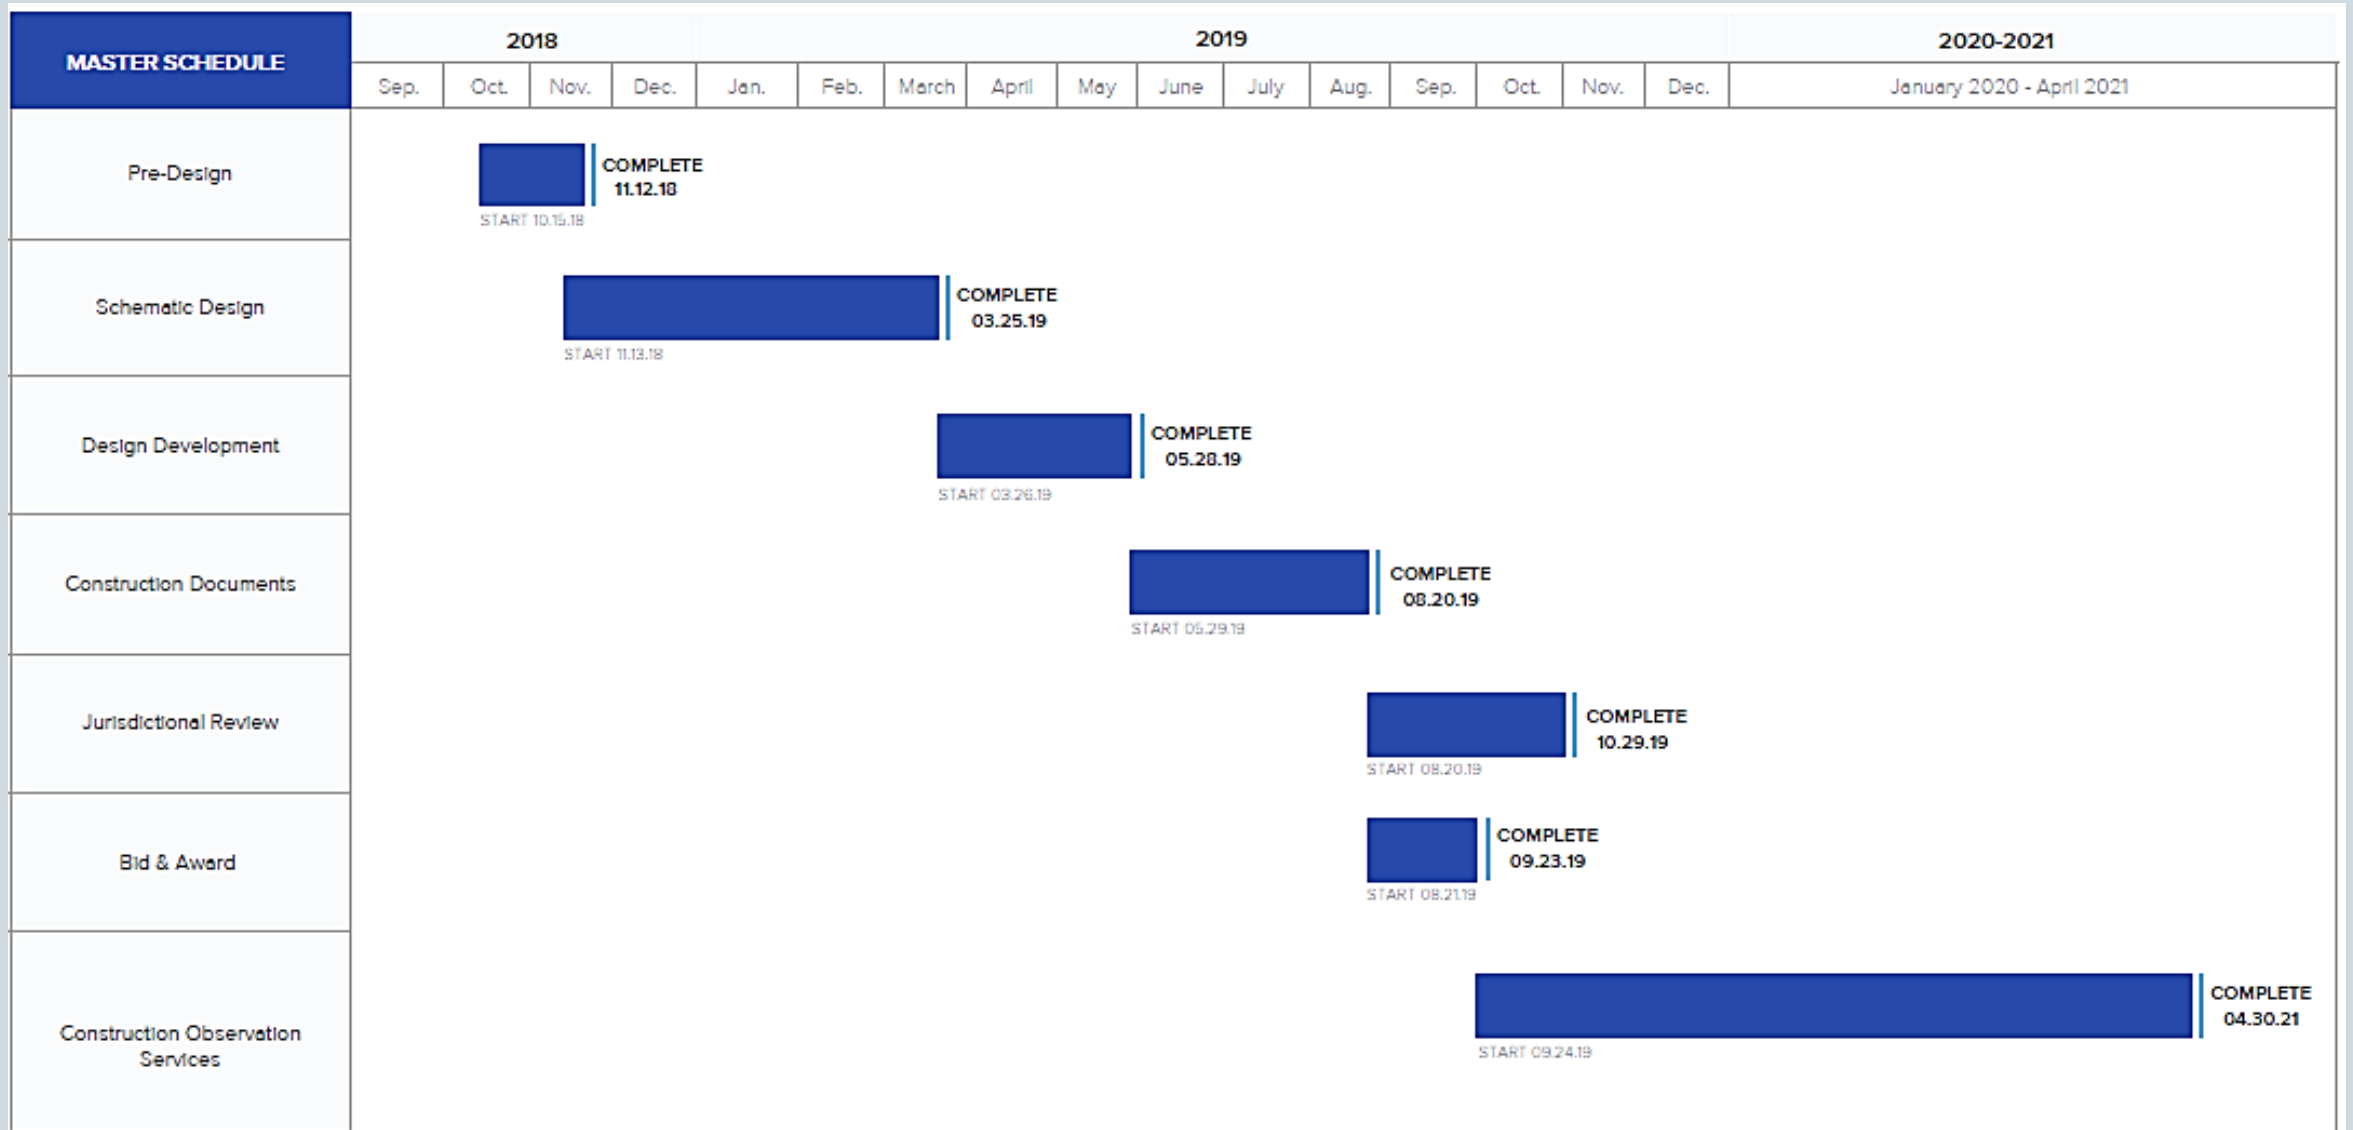 MASTER SCHEDULE
2018
2019
2020-2021
Sep.
Oct.
Nov.
Dec.
Jan.
Feb.
March
April
May
June
July
Aug.
Sep.
Oct.
Nov.
Dec.
January 2020 - April 2021
Pre-Design
COMPLETE
11.12.18
START 10.15.18
Schematic Design
COMPLETE
03.25.19
START 11.13.18
Design Development
COMPLETE
05.28.19
START 03.26.19
Construction Documents
COMPLETE
08.20.19
START 05.29.19
Jurisdictional Review
COMPLETE
10.29.19
START 08.20.19
Bid & Award
COMPLETE
09.23.19
START 08.21.19
Construction Observation
Services
COMPLETE
04.30.21
START 09.24.19